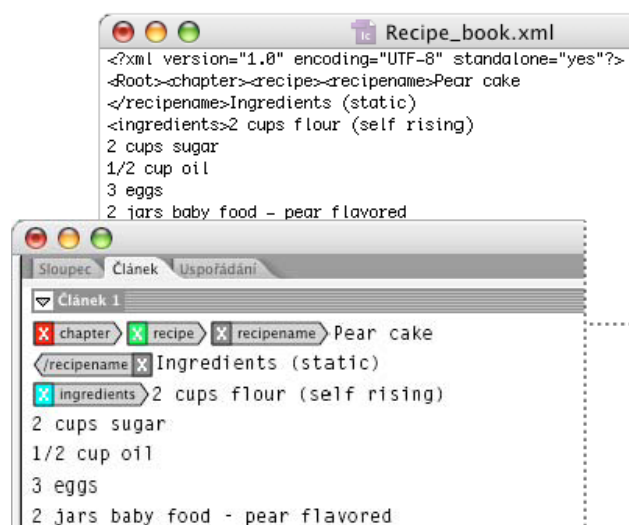 Ic Recipe_book.xml
<?xml version="1.0" encoding="UTF-8" standalone="yes"?>
<Root><chapter><recipe><recipename>Pear cake
</recipename>Ingredients (static)
<ingredients>2 cups flour (self rising)
2 cups sugar
1/2 cup oil
3 eggs
2 jars baby food – pear flavored
Sloupec Článek Uspořádání
Článek 1
X chapter X recipe X recipename Pear cake
/recipename X Ingredients (static)
X ingredients 2 cups flour (self rising)
2 cups sugar
1/2 cup oil
3 eggs
2 jars baby food - pear flavored